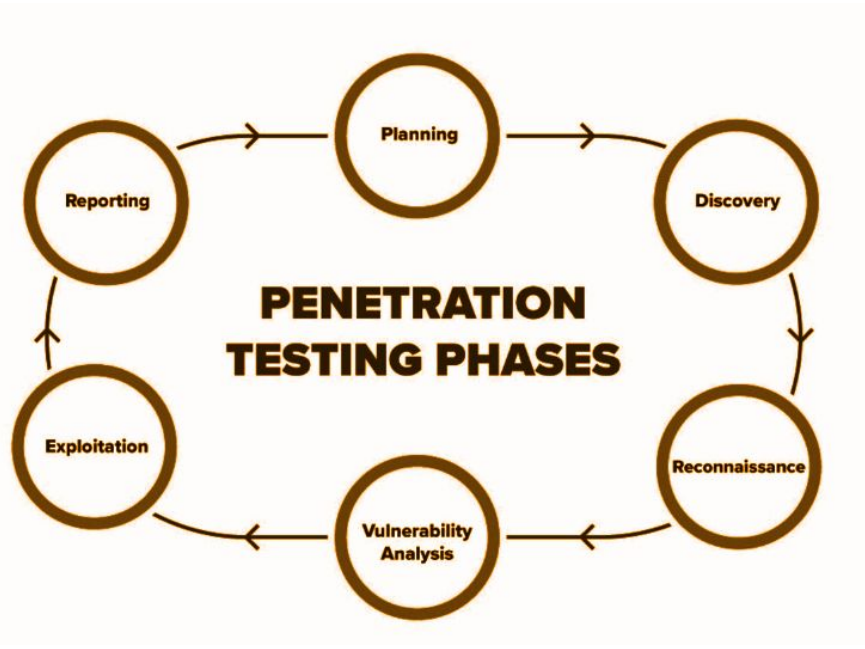 Planning
Reporting
Discovery
PENETRATION
TESTING PHASES
Exploitation
Reconnaissance
Vulnerability
Analysis